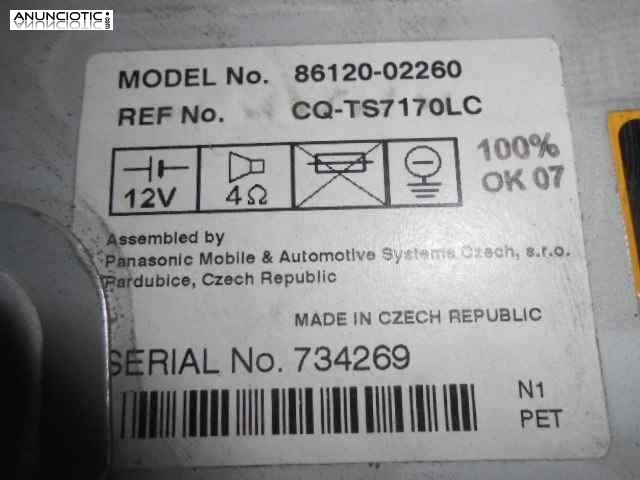 ANUNCIOTIC.es
MODEL No. 86120-02260
REF No. CQ-TS7170LC
12V 4Ω
100%
OK 07
Assembled by
Panasonic Mobile & Automotive Systems Czech, s.r.o.
Pardubice, Czech Republic
MADE IN CZECH REPUBLIC
SERIAL No. 734269
N1
PET